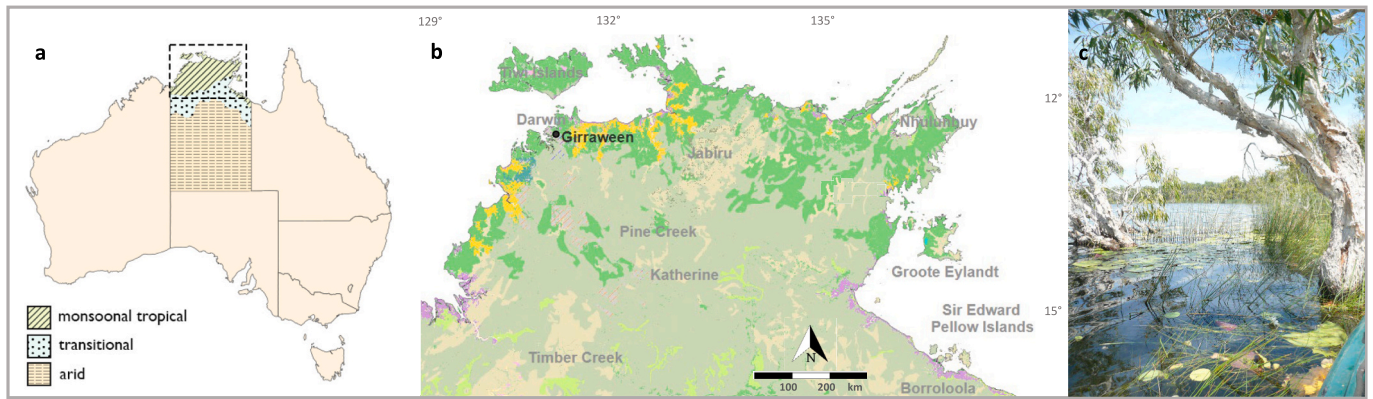 a
monsoonal tropical
transitional
arid
b
129°
132°
135°
12°
15°
Tiwi Islands
Darwin
Girraween
Jabiru
Nhulunbuy
Pine Creek
Katherine
Groote Eylandt
Sir Edward
Pellow Islands
Timber Creek
Borroloola
N
100 200 km
c